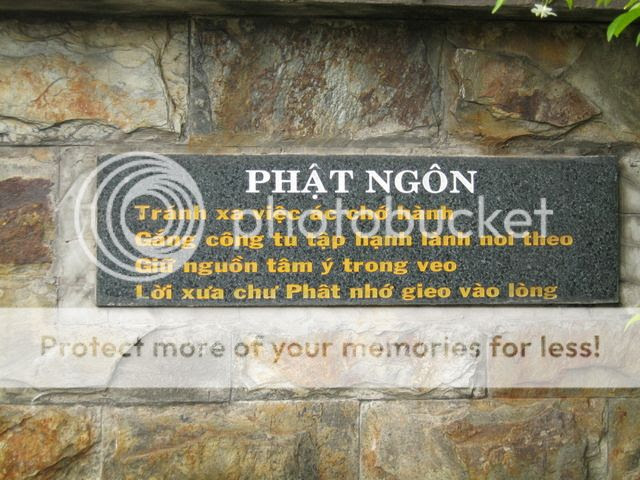 PHẬT NGÔN
Tránh xa việc ác chớ hành
Gắng công tu tập hạnh lành noi theo
Giữ nguồn tâm ý trong veo
Lời xưa chư Phật nhớ gieo vào lòng
photobucket
Protect more of your memories for less!